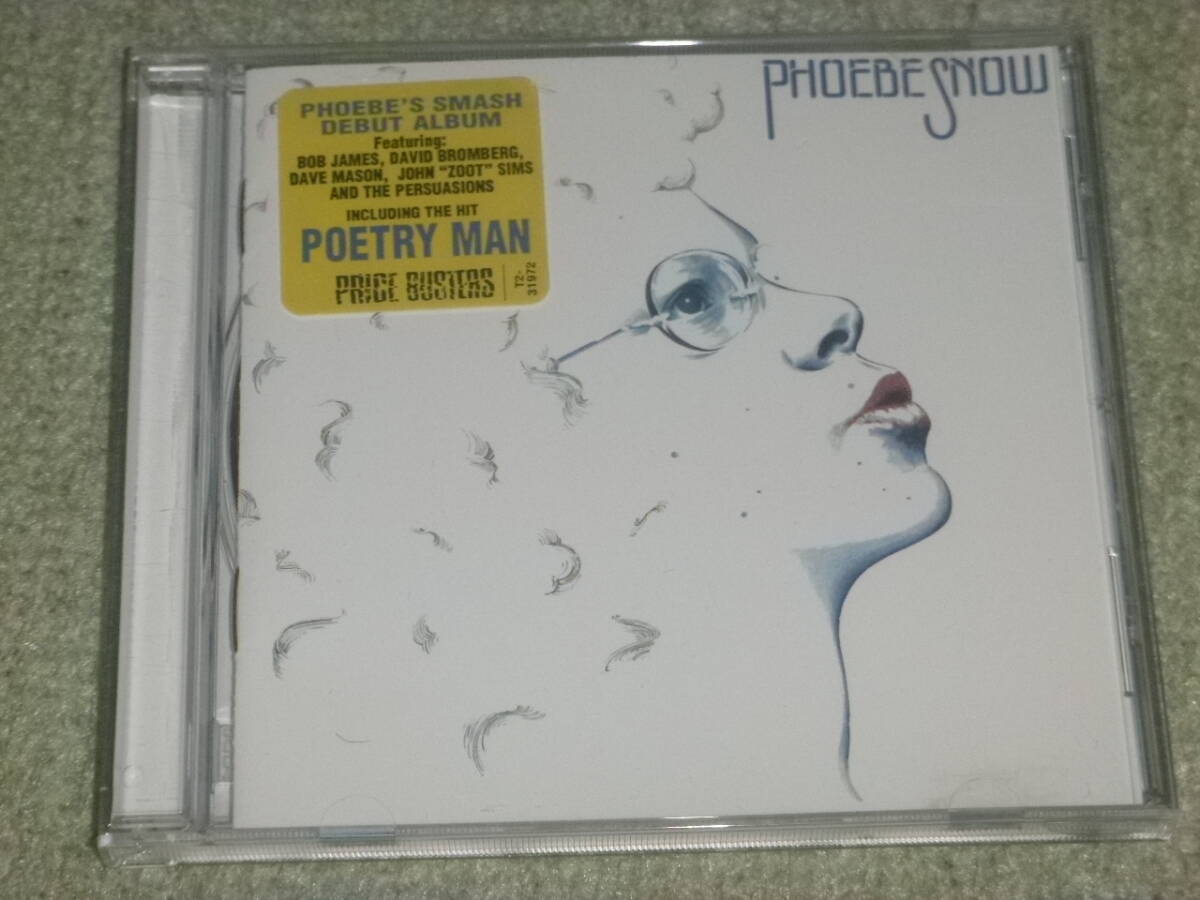 PHOEBE SNOW
PHOEBE'S SMASH
DEBUT ALBUM
Featuring:
BOB JAMES, DAVID BROMBERG,
DAVE MASON, JOHN "ZOOT" SIMS
AND THE PERSUASIONS
INCLUDING THE HIT
POETRY MAN
PRICE BUSTERS
T2-
31972